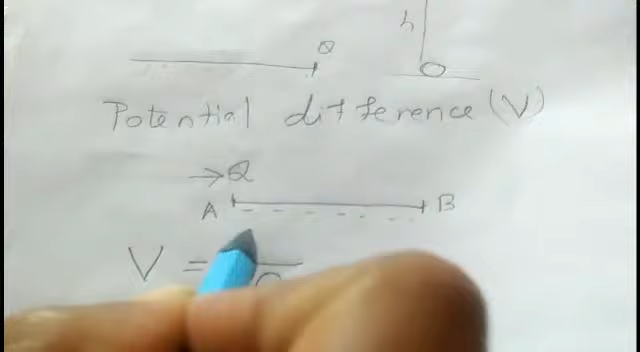 h
Q
Potential difference (V)
→ Q
A B
V =